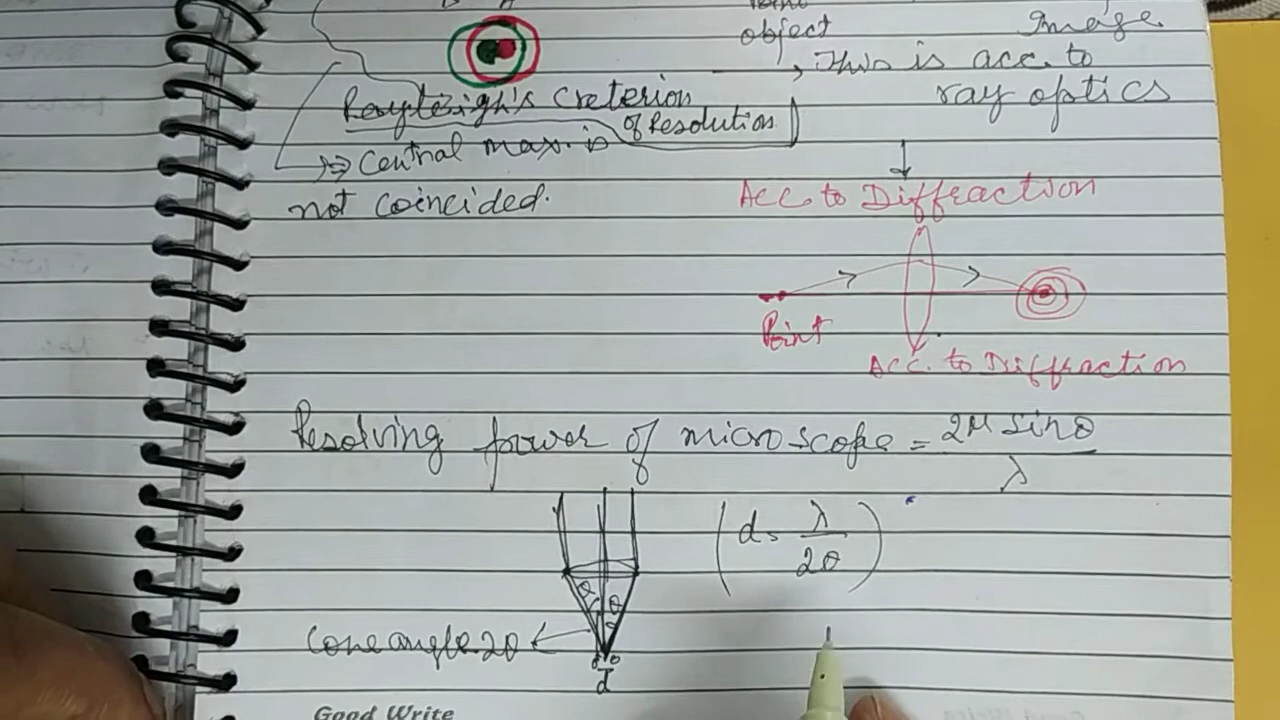 object
Image
, This is acc. to
ray optics
Rayleigh's Creterion
of Resolution
⇒ Central max. is
not coincided.
Acc. to Diffraction
Point
Acc. to Diffraction
Resolving power of microscope = 2μ sinθ
λ
(d = λ
2θ)
θ θ
Cone angle 2θ
d
Good Write